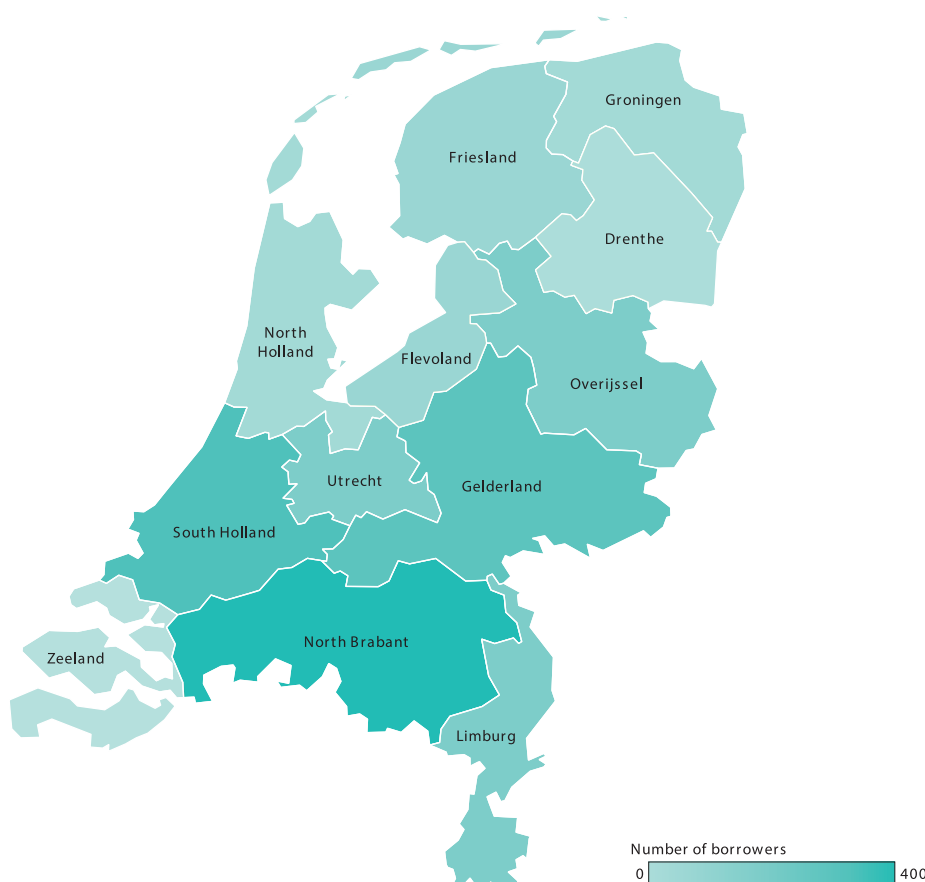 Groningen
Friesland
Drenthe
North
Holland
Flevoland
Overijssel
Utrecht
Gelderland
South Holland
North Brabant
Zeeland
Limburg
Number of borrowers
0
400